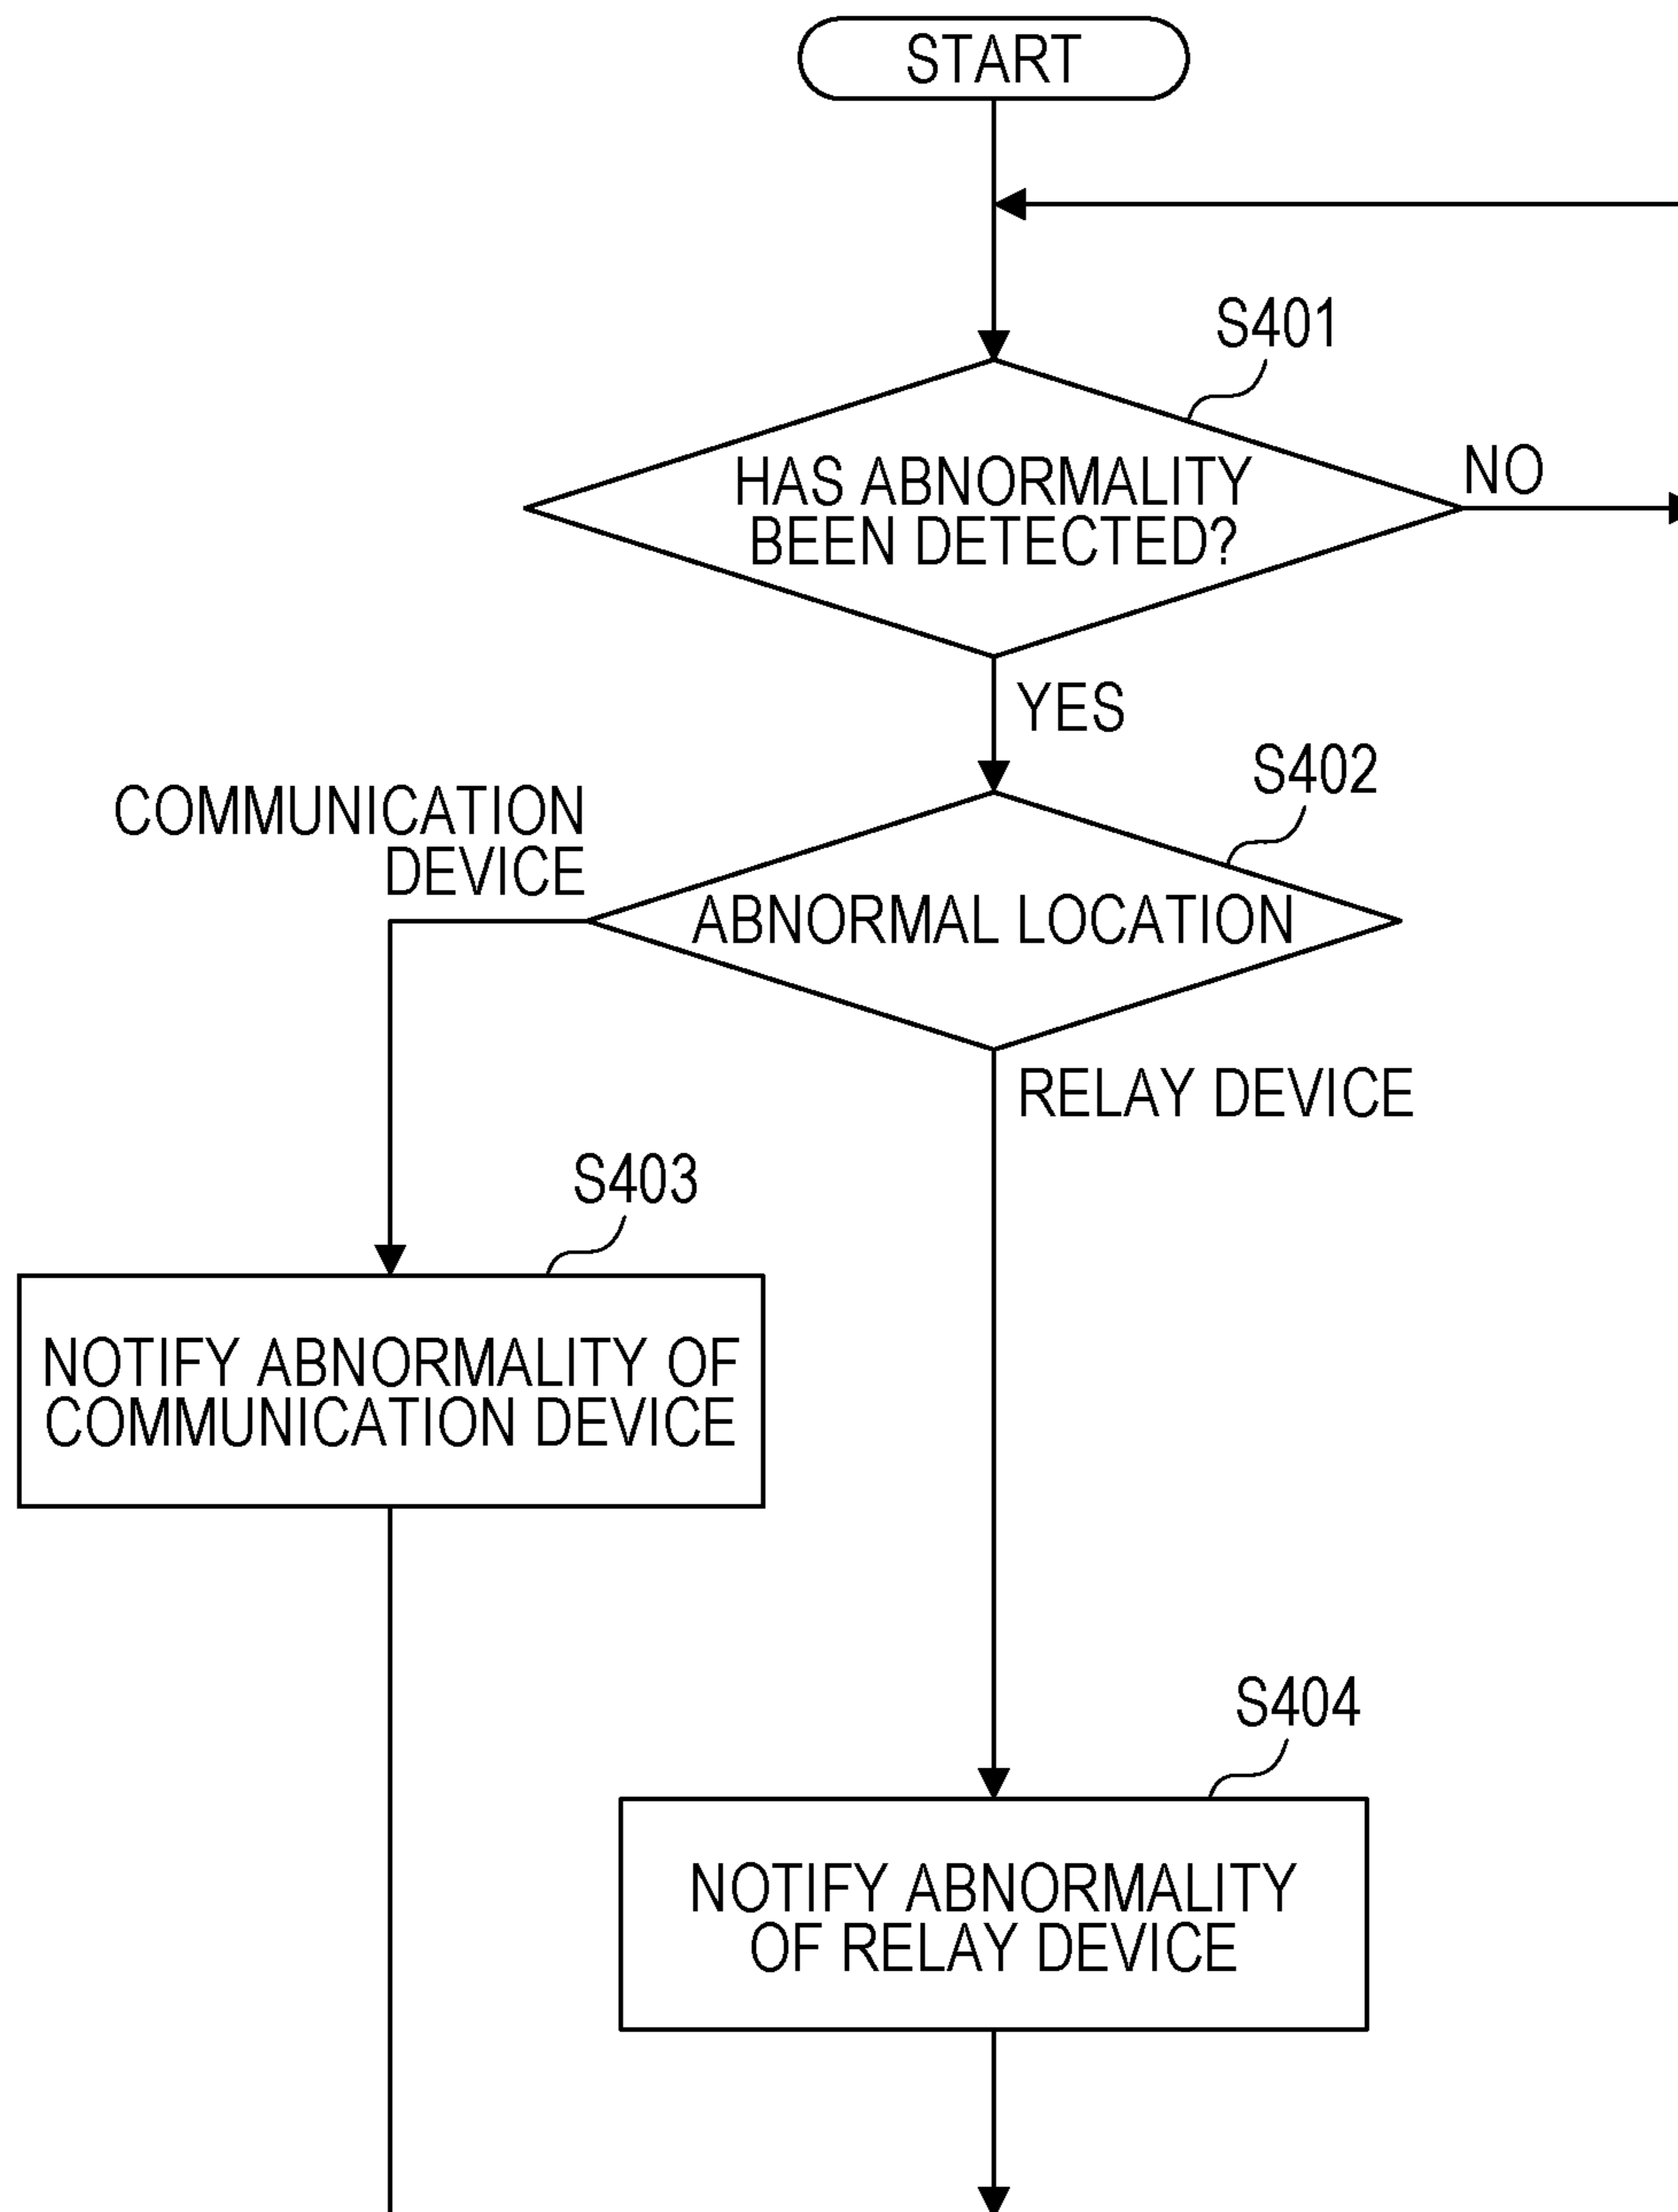 START
S401
HAS ABNORMALITY
BEEN DETECTED?
NO
YES
S402
COMMUNICATION
DEVICE
ABNORMAL LOCATION
RELAY DEVICE
S403
NOTIFY ABNORMALITY OF
COMMUNICATION DEVICE
S404
NOTIFY ABNORMALITY
OF RELAY DEVICE